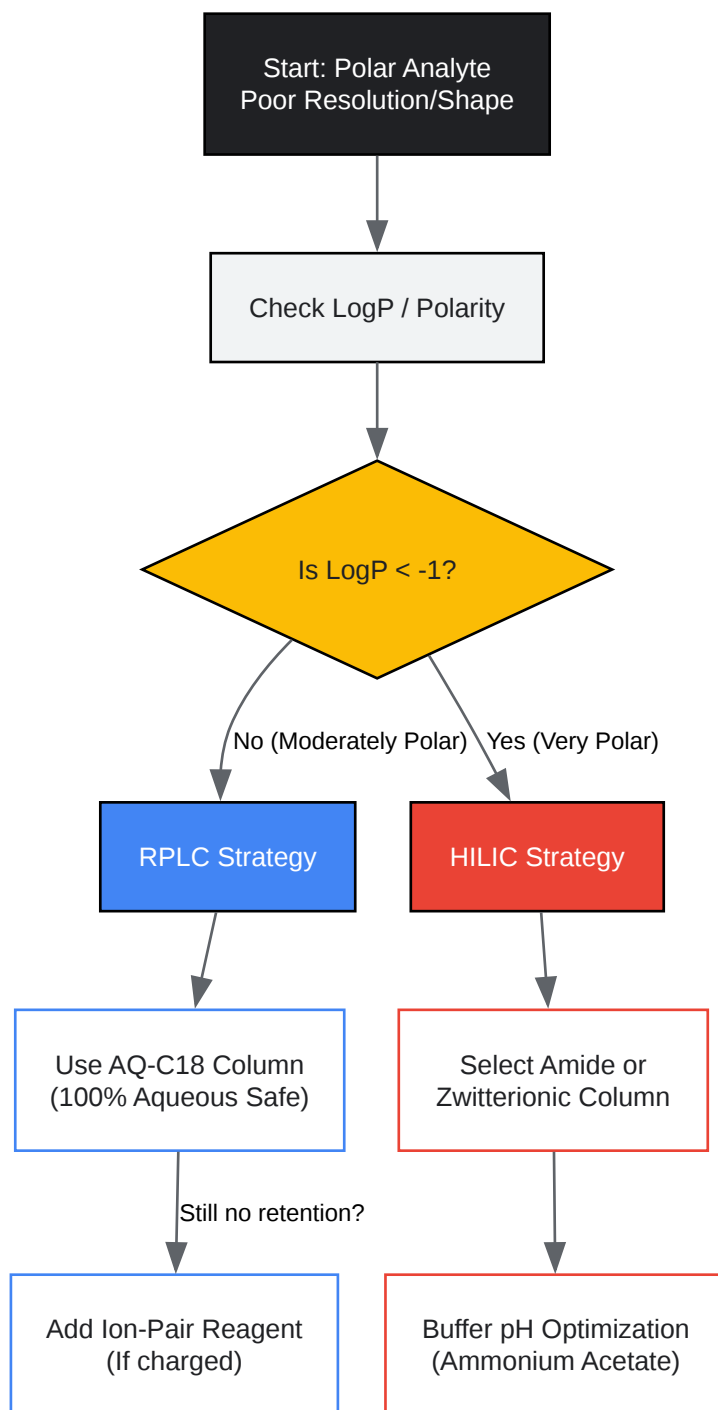 Start: Polar Analyte
Poor Resolution/Shape
Check LogP / Polarity
Is LogP < -1?
No (Moderately Polar)
Yes (Very Polar)
RPLC Strategy
HILIC Strategy
Use AQ-C18 Column
(100% Aqueous Safe)
Select Amide or
Zwitterionic Column
Still no retention?
Add Ion-Pair Reagent
(If charged)
Buffer pH Optimization
(Ammonium Acetate)